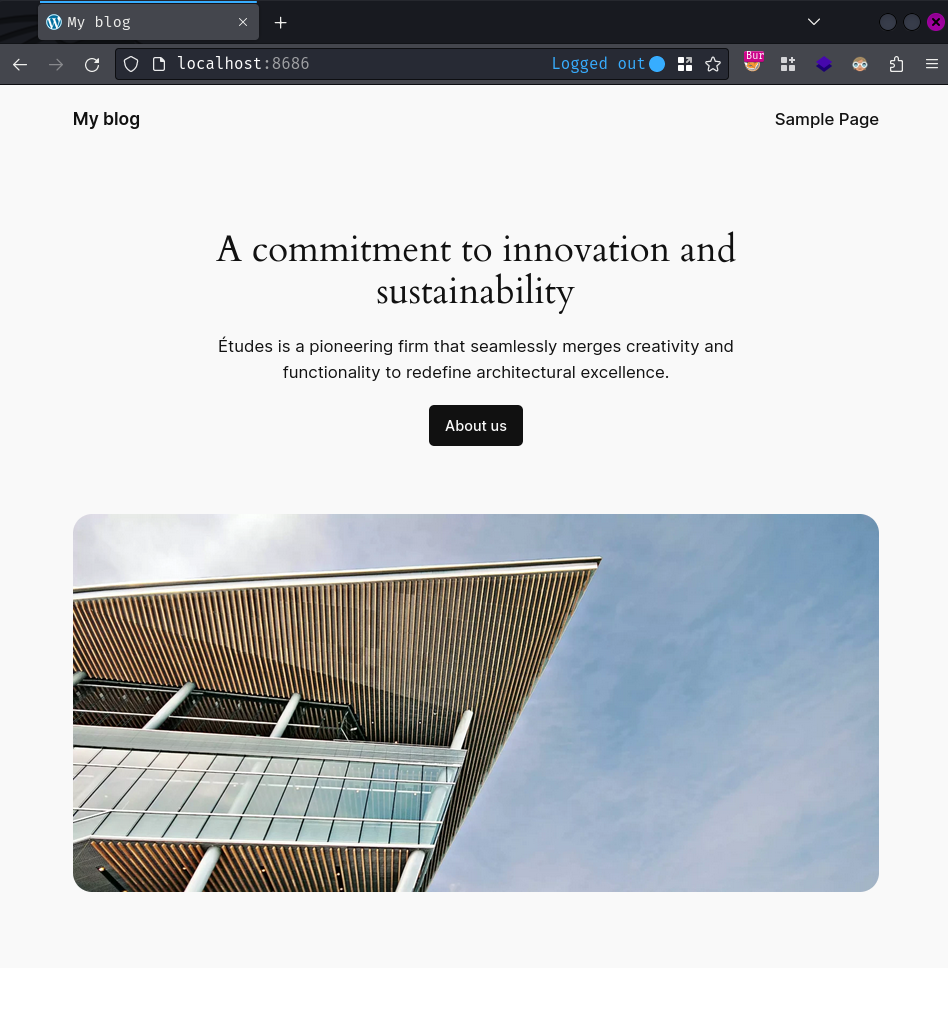 My blog
localhost:8686
Logged out
Bur
My blog
Sample Page
A commitment to innovation and
sustainability
Études is a pioneering firm that seamlessly merges creativity and
functionality to redefine architectural excellence.
About us